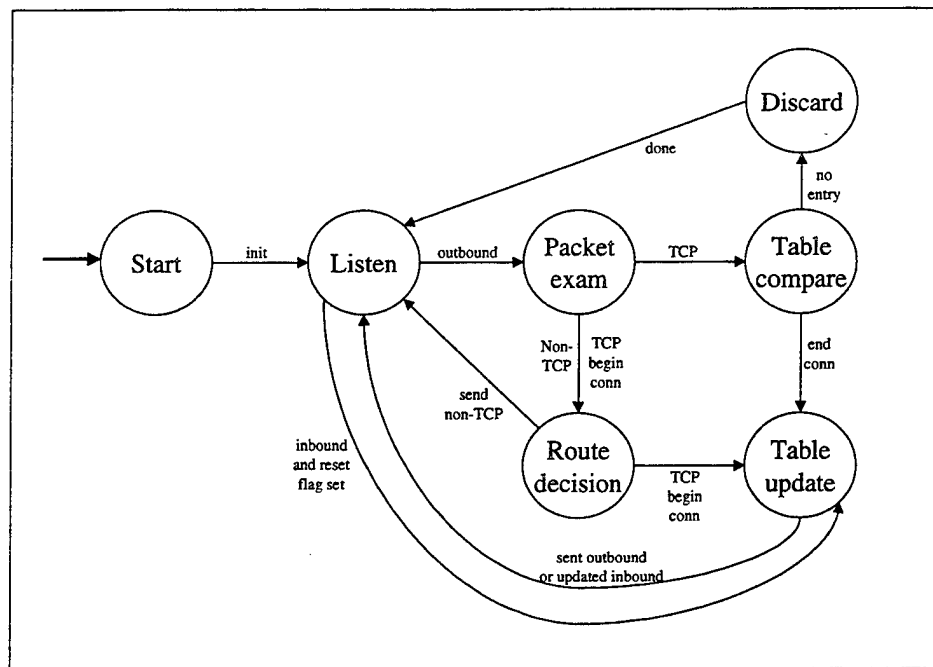 Discard
done
no
entry
Start
init
Listen
outbound
Packet
exam
TCP
Table
compare
Non-
TCP
TCP
begin
conn
end
conn
send
non-TCP
inbound
and reset
flag set
Route
decision
TCP
begin
conn
Table
update
sent outbound
or updated inbound